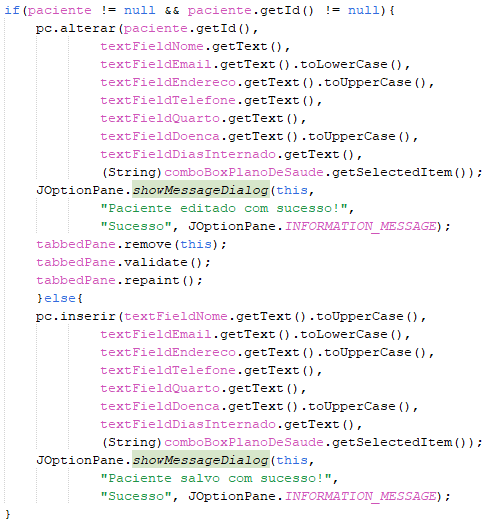 if(paciente != null && paciente.getId() != null){
pc.alterar(paciente.getId(),
textFieldNome.getText(),
textFieldEmail.getText().toLowerCase(),
textFieldEndereco.getText().toUpperCase(),
textFieldTelefone.getText(),
textFieldQuarto.getText(),
textFieldDoenca.getText().toUpperCase(),
textFieldDiasInternado.getText(),
(String)comboBoxPlanoDeSaude.getSelectedItem());
JOptionPane.showMessageDialog(this,
"Paciente editado com sucesso!",
"Sucesso", JOptionPane.INFORMATION_MESSAGE);
tabbedPane.remove(this);
tabbedPane.validate();
tabbedPane.repaint();
}else{
pc.inserir(textFieldNome.getText().toUpperCase(),
textFieldEmail.getText().toLowerCase(),
textFieldEndereco.getText().toUpperCase(),
textFieldTelefone.getText(),
textFieldQuarto.getText(),
textFieldDoenca.getText().toUpperCase(),
textFieldDiasInternado.getText(),
(String)comboBoxPlanoDeSaude.getSelectedItem());
JOptionPane.showMessageDialog(this,
"Paciente salvo com sucesso!",
"Sucesso", JOptionPane.INFORMATION_MESSAGE);
}